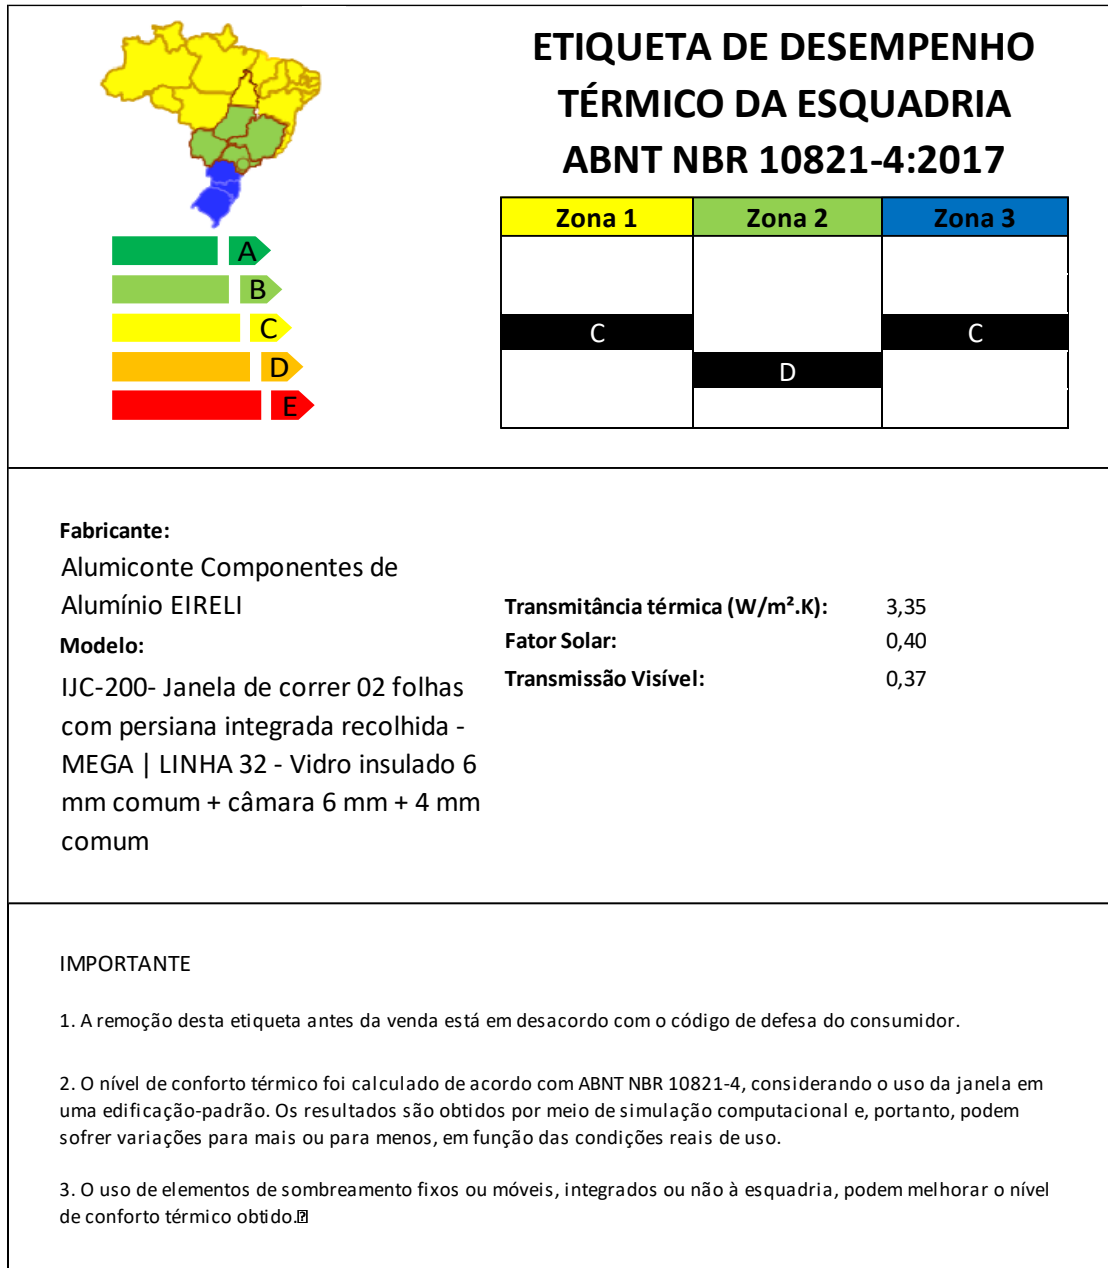 ETIQUETA DE DESEMPENHO
TÉRMICO DA ESQUADRIA
ABNT NBR 10821-4:2017
Zona 1 Zona 2 Zona 3
A
B
C
D
E
C C
D
Fabricante:
Alumiconte Componentes de
Alumínio EIRELI
Modelo:
IJC-200- Janela de correr 02 folhas
com persiana integrada recolhida -
MEGA | LINHA 32 - Vidro insulado 6
mm comum + câmara 6 mm + 4 mm
comum
Transmitância térmica (W/m².K): 3,35
Fator Solar: 0,40
Transmissão Visível: 0,37
IMPORTANTE
1. A remoção desta etiqueta antes da venda está em desacordo com o código de defesa do consumidor.
2. O nível de conforto térmico foi calculado de acordo com ABNT NBR 10821-4, considerando o uso da janela em
uma edificação-padrão. Os resultados são obtidos por meio de simulação computacional e, portanto, podem
sofrer variações para mais ou para menos, em função das condições reais de uso.
3. O uso de elementos de sombreamento fixos ou móveis, integrados ou não à esquadria, podem melhorar o nível
de conforto térmico obtido.